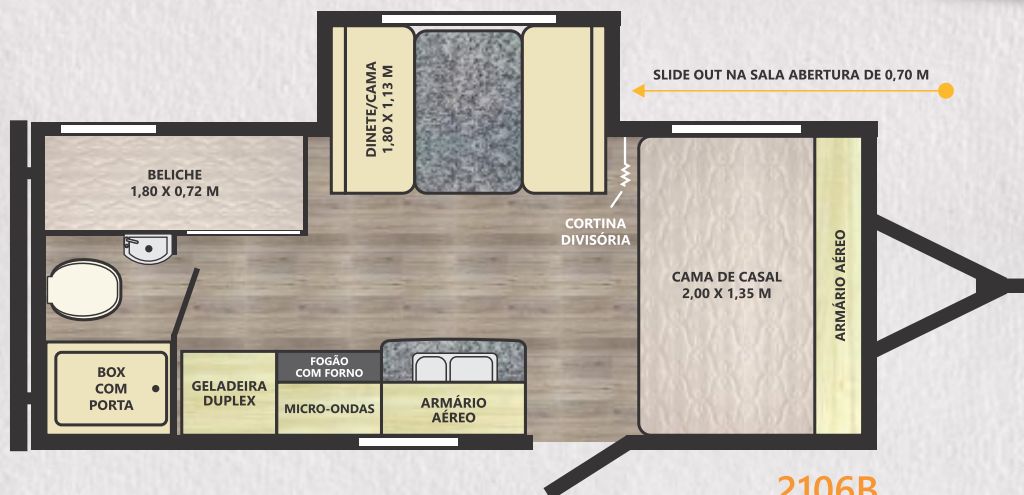 SLIDE OUT NA SALA ABERTURA DE 0,70 M
DINETE/CAMA
1,80 X 1,13 M
BELICHE
1,80 X 0,72 M
CORTINA
DIVISÓRIA
CAMA DE CASAL
2,00 X 1,35 M
ARMÁRIO AÉREO
BOX
COM
PORTA
GELADEIRA
DUPLEX
FOGÃO
COM FORNO
MICRO-ONDAS
ARMÁRIO
AÉREO
2106B